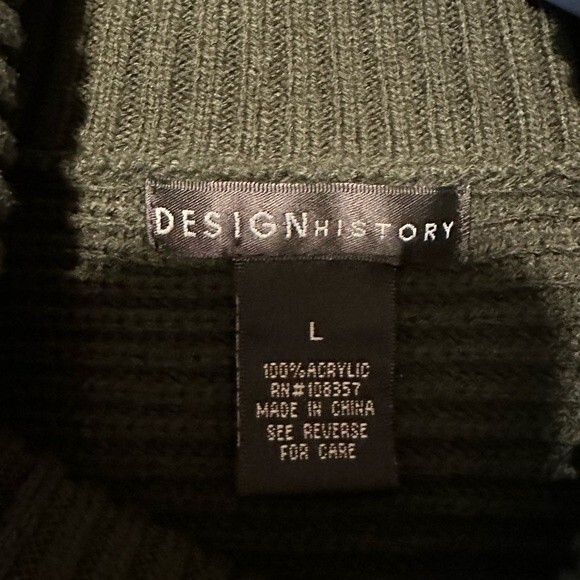 DESIGNHISTORY
L
100%ACRYLIC
RN#108357
MADE IN CHINA
SEE REVERSE
FOR CARE